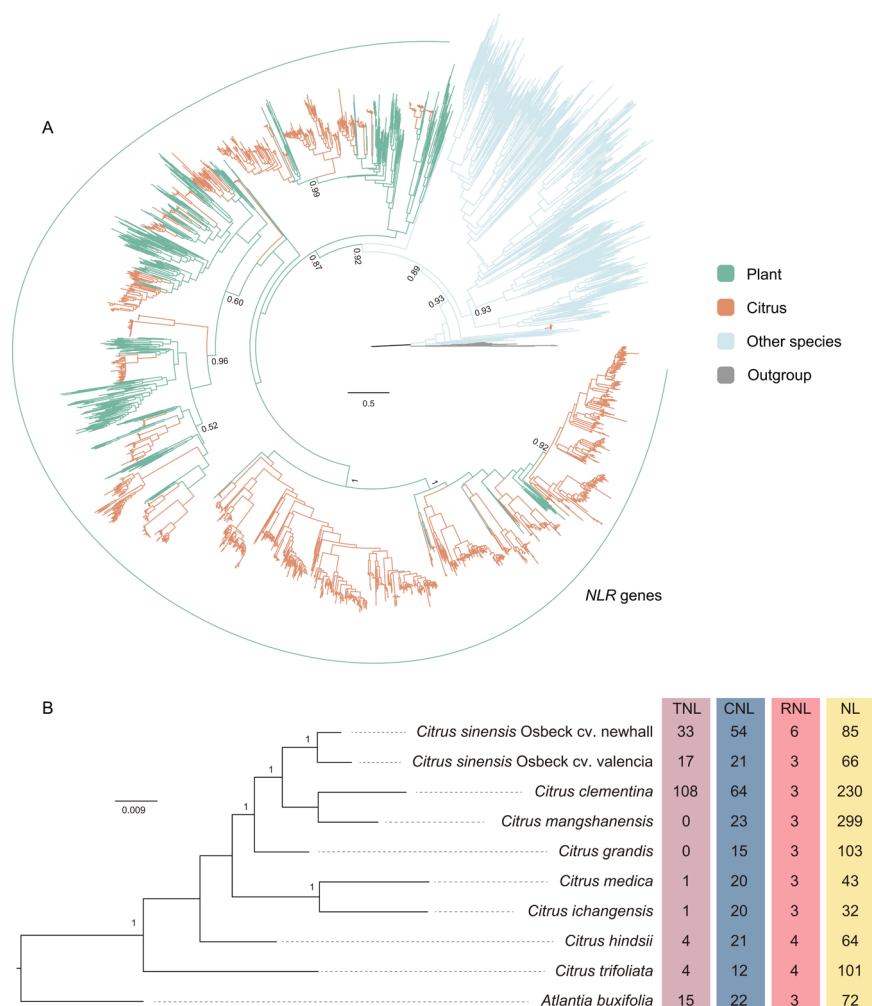 A
0.99
0.87
0.92
0.89
0.93
0.93
0.60
0.96
0.52
0.92
1
1
0.5
Plant
Citrus
Other species
Outgroup
NLR genes
B
TNL CNL RNL NL
1 Citrus sinensis Osbeck cv. newhall 33 54 6 85
Citrus sinensis Osbeck cv. valencia 17 21 3 66
1
Citrus clementina 108 64 3 230
0.009
1
Citrus mangshanensis 0 23 3 299
Citrus grandis 0 15 3 103
1 Citrus medica 1 20 3 43
Citrus ichangensis 1 20 3 32
1
Citrus hindsii 4 21 4 64
Citrus trifoliata 4 12 4 101
Atlantia buxifolia 15 22 3 72